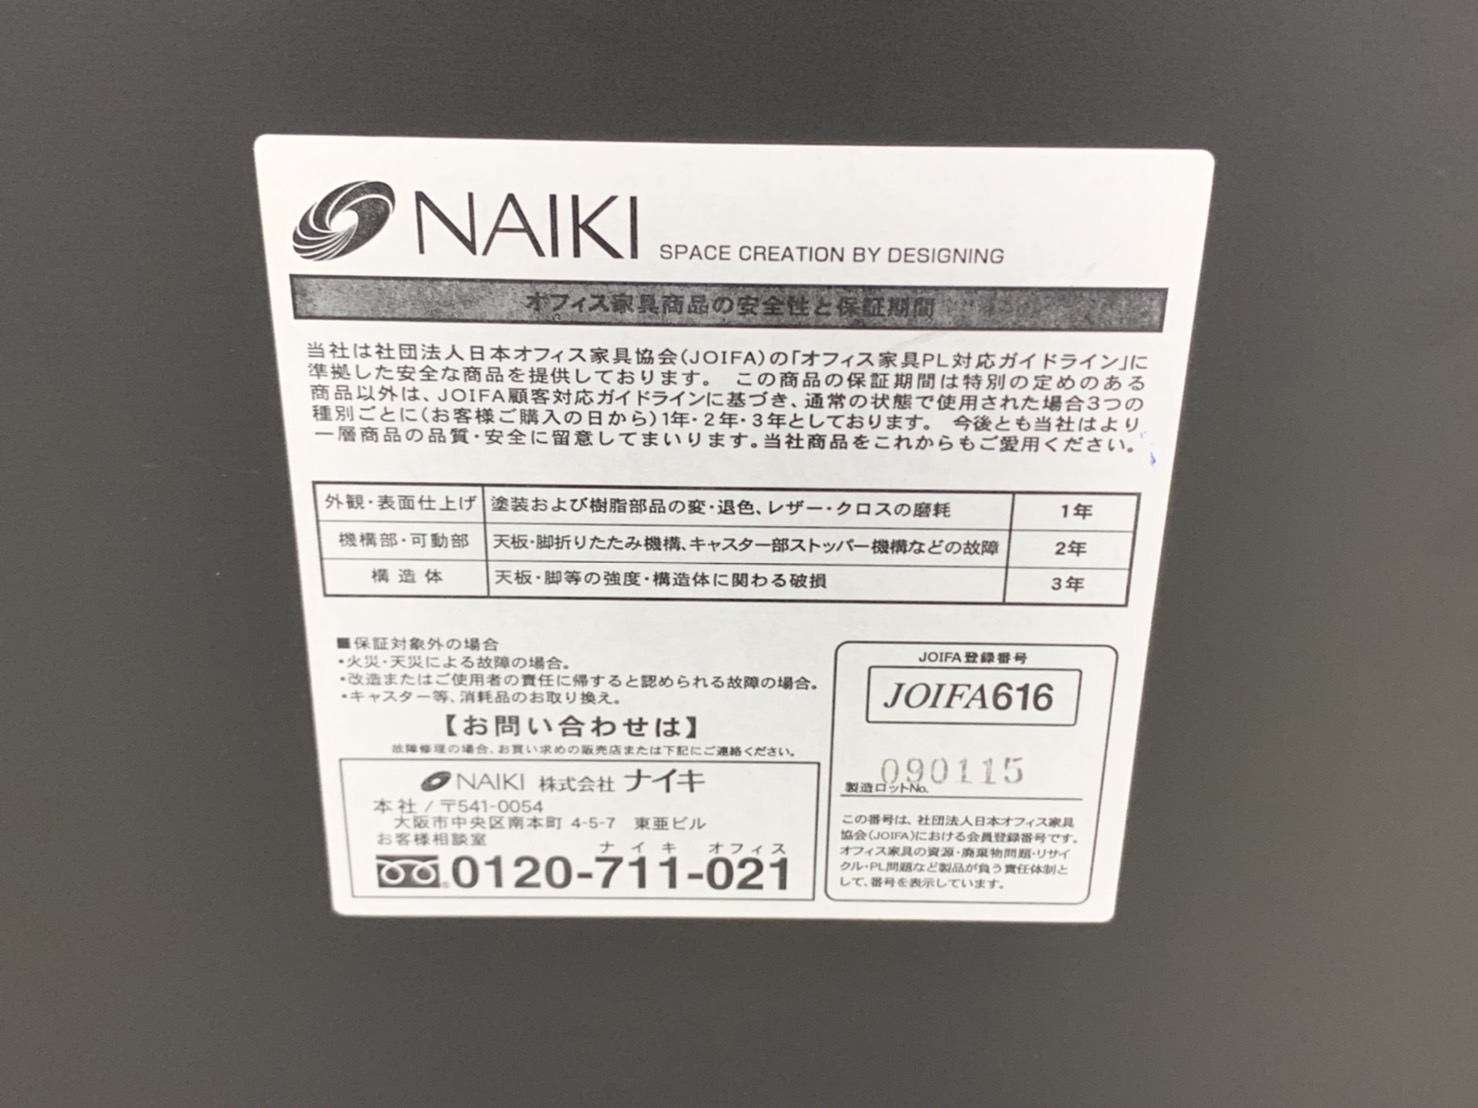 NAIKI SPACE CREATION BY DESIGNING
オフィス家具商品の安全性と保証期間
当社は社団法人日本オフィス家具協会(JOIFA)の「オフィス家具PL対応ガイドライン」に
準拠した安全な商品を提供しております。 この商品の保証期間は特別の定めのある
商品以外は、JOIFA顧客対応ガイドラインに基づき、通常の状態で使用された場合3つの
種別ごとに(お客様ご購入の日から)1年・2年・3年としております。 今後とも当社はより
一層商品の品質・安全に留意してまいります。当社商品をこれからもご愛用ください。
外観・表面仕上げ 塗装および樹脂部品の変・退色、レザー・クロスの磨耗 1年
機構部・可動部 天板・脚折りたたみ機構、キャスター部ストッパー機構などの故障 2年
構造体 天板・脚等の強度・構造体に関わる破損 3年
■保証対象外の場合
・火災・天災による故障の場合。
・改造またはご使用者の責任に帰すると認められる故障の場合。
・キャスター等、消耗品のお取り換え。
【お問い合わせは】
故障修理の場合、お買い求めの販売店または下記にご連絡ください。
NAIKI 株式会社 ナイキ
本社/〒541-0054
大阪市中央区南本町 4-5-7 東亜ビル
お客様相談室
ナイキ オフィス
0120-711-021
JOIFA登録番号
JOIFA616
090115
製造ロットNo.
この番号は、社団法人日本オフィス家具
協会(JOIFA)における会員登録番号です。
オフィス家具の資源・廃棄物問題・リサイ
クル・PL問題など製品が負う責任体制と
して、番号を表示しています。